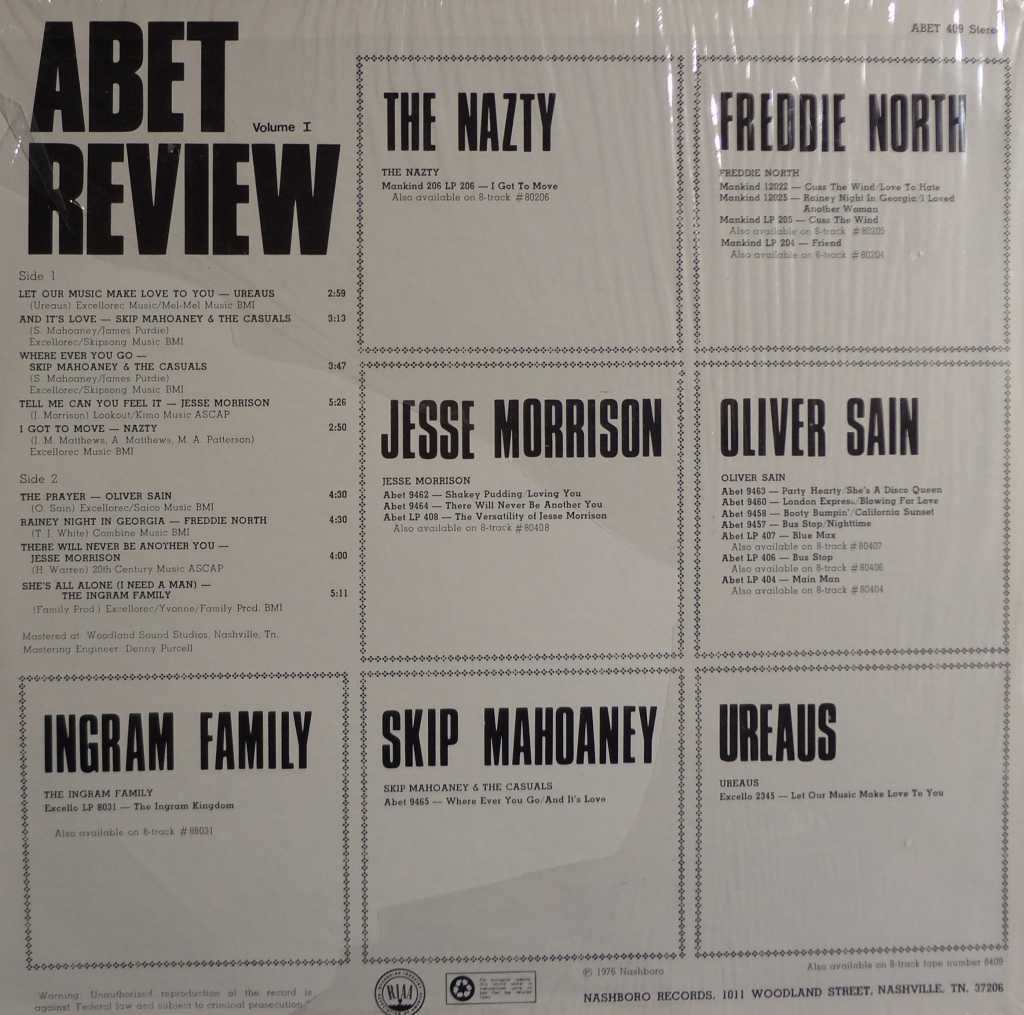 ABET
REVIEW
Volume I
ABET 409 Stereo
Side 1
LET OUR MUSIC MAKE LOVE TO YOU — UREAUS 2:59
(Ureaus) Excellorec Music/Mel-Mel Music BMI
AND IT'S LOVE — SKIP MAHOANEY & THE CASUALS 3:13
(S. Mahoaney/James Purdie)
Excellorec/Skipsong Music BMI
WHERE EVER YOU GO —
SKIP MAHOANEY & THE CASUALS 3:47
(S. Mahoaney/James Purdie)
Excellorec/Skipsong Music BMI
TELL ME CAN YOU FEEL IT — JESSE MORRISON 5:26
(J. Morrison) Lookout/Kimo Music ASCAP
I GOT TO MOVE — NAZTY 2:50
(J. M. Matthews, A. Matthews, M. A. Patterson)
Excellorec Music BMI
Side 2
THE PRAYER — OLIVER SAIN 4:30
(O. Sain) Excellorec/Saico Music BMI
RAINEY NIGHT IN GEORGIA — FREDDIE NORTH 4:30
(T. J. White) Combine Music BMI
THERE WILL NEVER BE ANOTHER YOU —
JESSE MORRISON 4:00
(H. Warren) 20th Century Music ASCAP
SHE'S ALL ALONE (I NEED A MAN) —
THE INGRAM FAMILY 5:11
(Family Prod.) Excellorec/Yvonne/Family Prod. BMI
Mastered at: Woodland Sound Studios, Nashville, Tn.
Mastering Engineer: Denny Purcell
THE NAZTY
THE NAZTY
Mankind 206 LP 206 — I Got To Move
Also available on 8-track #80206
FREDDIE NORTH
FREDDIE NORTH
Mankind 12022 — Cuss The Wind/Love To Hate
Mankind 12025 — Rainey Night In Georgia/I Loved
Another Woman
Mankind LP 205 — Cuss The Wind
Also available on 8-track #80205
Mankind LP 204 — Friend
Also available on 8-track #80204
JESSE MORRISON
JESSE MORRISON
Abet 9462 — Shakey Pudding/Loving You
Abet 9464 — There Will Never Be Another You
Abet LP 408 — The Versatility of Jesse Morrison
Also available on 8-track #80408
OLIVER SAIN
OLIVER SAIN
Abet 9463 — Party Hearty/She's A Disco Queen
Abet 9460 — London Express/Blowing For Love
Abet 9458 — Booty Bumpin'/California Sunset
Abet 9457 — Bus Stop/Nighttime
Abet LP 407 — Blue Max
Also available on 8-track #80407
Abet LP 406 — Bus Stop
Also available on 8-track #80406
Abet LP 404 — Main Man
Also available on 8-track #80404
INGRAM FAMILY
THE INGRAM FAMILY
Excello LP 8031 — The Ingram Kingdom
Also available on 8-track #88031
SKIP MAHOANEY
SKIP MAHOANEY & THE CASUALS
Abet 9465 — Where Ever You Go/And It's Love
UREAUS
UREAUS
Excello 2345 — Let Our Music Make Love To You
Warning: Unauthorized reproduction of the record is
against Federal law and subject to criminal prosecution."
RIAA
℗ 1976 Nashboro
Also available on 8-track tape number 8409
NASHBORO RECORDS, 1011 WOODLAND STREET, NASHVILLE, TN. 37206